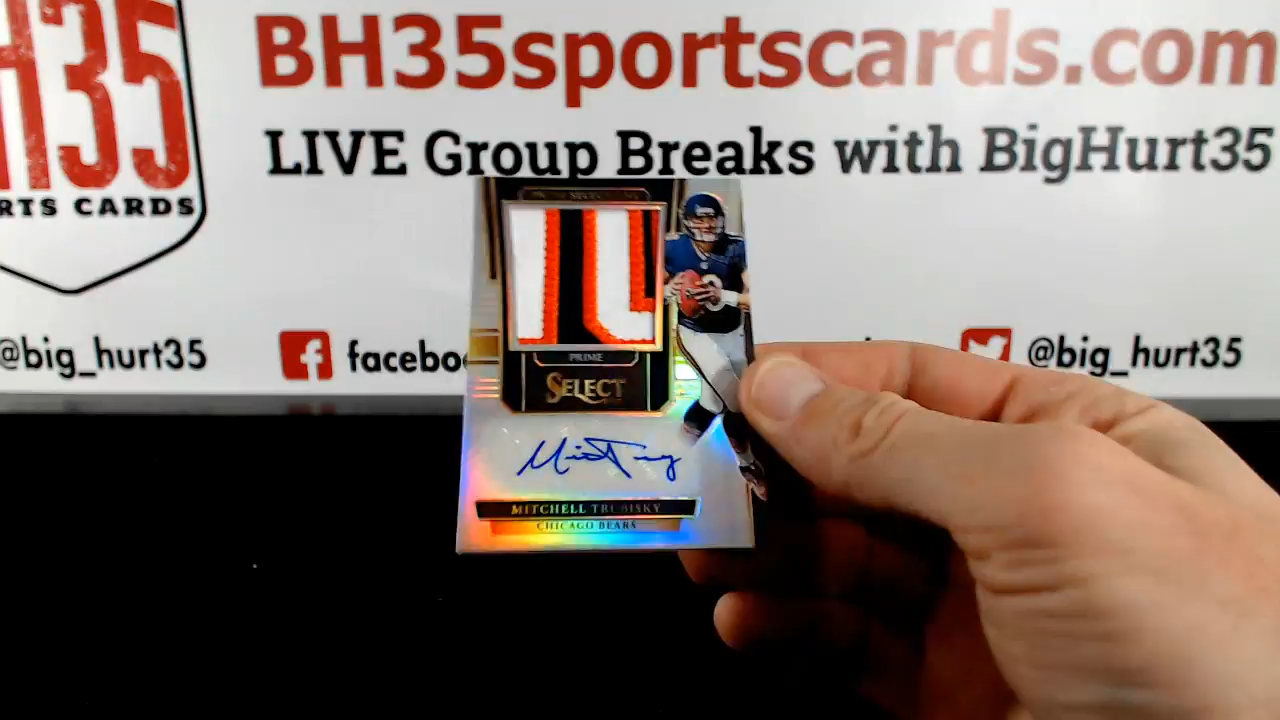 H35
RTS CARDS
BH35sportscards.com
LIVE Group Breaks with BigHurt35
@big_hurt35
f facebo
@big_hurt35
PRIME
SELECT
MITCHELL TRUBISKY
CHICAGO BEARS